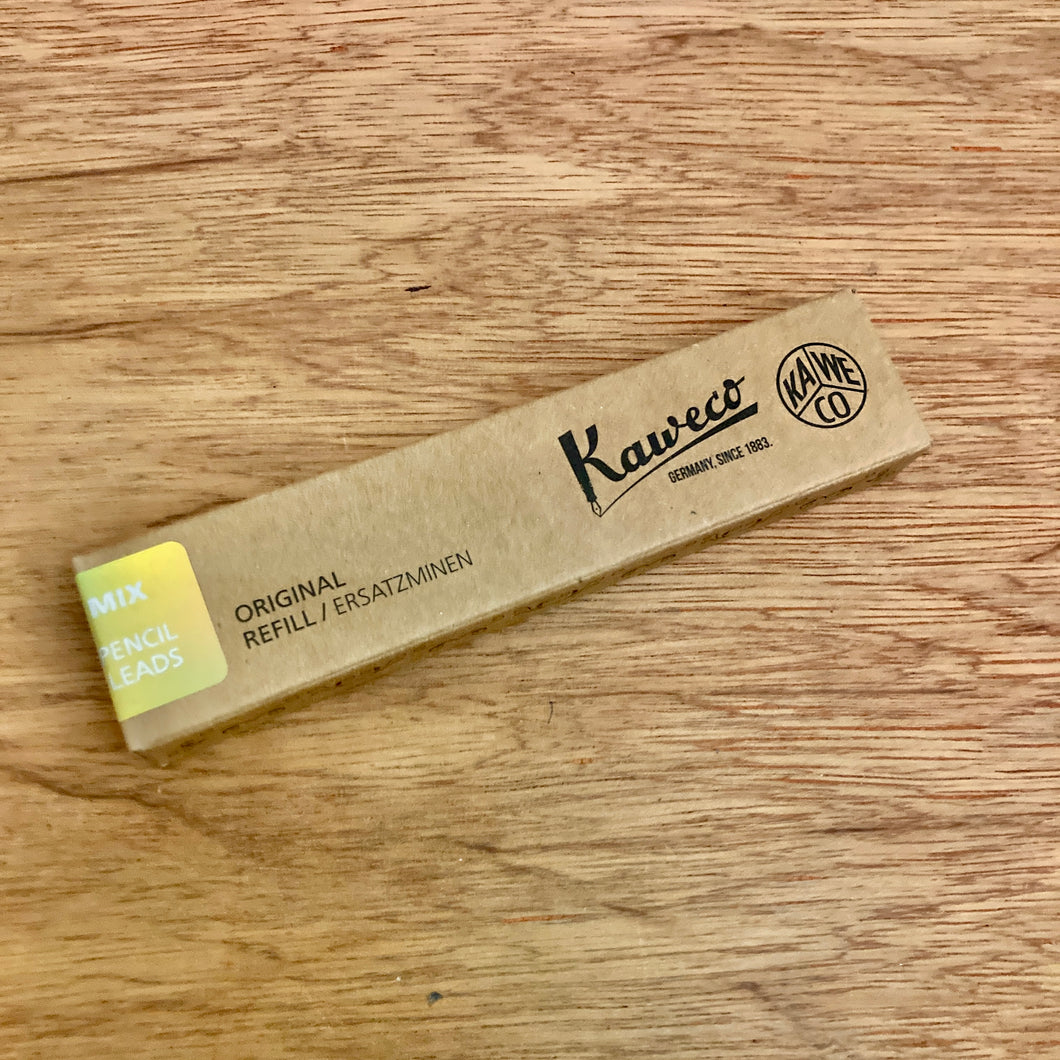 MIX
PENCIL
LEADS
ORIGINAL
REFILL / ERSATZMINEN
Kaweco
GERMANY, SINCE 1883.
KA WE
CO